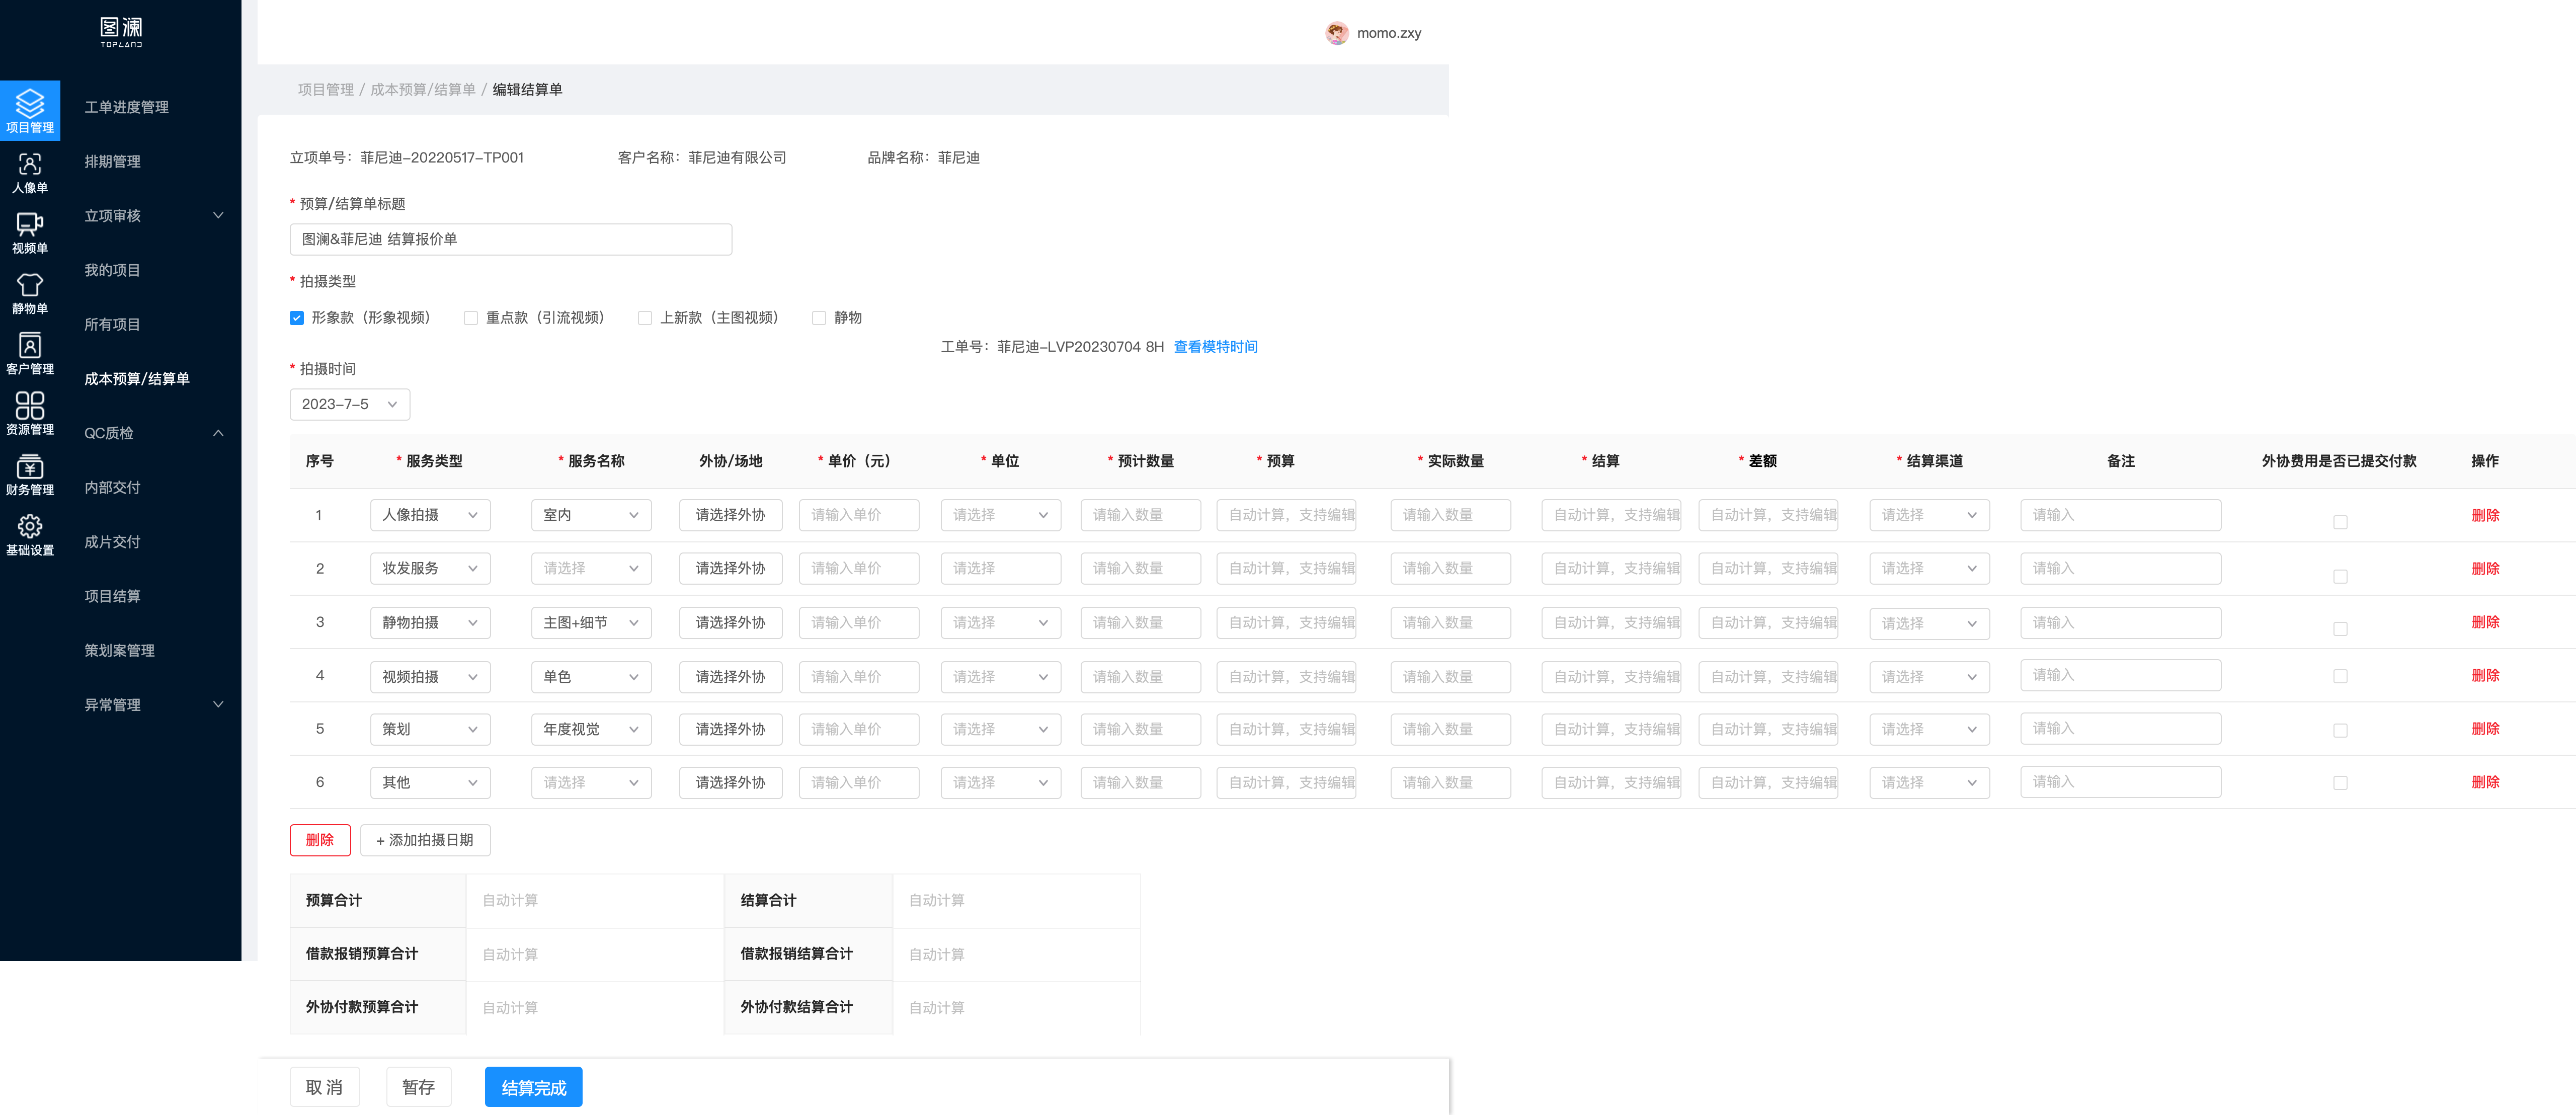 图澜
TOPLAND
momo.zxy
项目管理
人像单
视频单
静物单
客户管理
资源管理
财务管理
基础设置
工单进度管理
排期管理
立项审核
我的项目
所有项目
成本预算/结算单
QC质检
内部交付
成片交付
项目结算
策划案管理
异常管理
项目管理 / 成本预算/结算单 / 编辑结算单
立项单号：菲尼迪-20220517-TP001 客户名称：菲尼迪有限公司 品牌名称：菲尼迪
* 预算/结算单标题
图澜&菲尼迪 结算报价单
* 拍摄类型
形象款（形象视频） 重点款（引流视频） 上新款（主图视频） 静物
工单号：菲尼迪-LVP20230704 8H 查看模特时间
* 拍摄时间
2023-7-5
序号 * 服务类型 * 服务名称 外协/场地 * 单价（元） * 单位 * 预计数量 * 预算 * 实际数量 * 结算 * 差额 * 结算渠道 备注 外协费用是否已提交付款 操作
1 人像拍摄 室内 请选择外协 请输入单价 请选择 请输入数量 自动计算，支持编辑 请输入数量 自动计算，支持编辑 自动计算，支持编辑 请选择 请输入 删除
2 妆发服务 请选择 请选择外协 请输入单价 请选择 请输入数量 自动计算，支持编辑 请输入数量 自动计算，支持编辑 自动计算，支持编辑 请选择 请输入 删除
3 静物拍摄 主图+细节 请选择外协 请输入单价 请选择 请输入数量 自动计算，支持编辑 请输入数量 自动计算，支持编辑 自动计算，支持编辑 请选择 请输入 删除
4 视频拍摄 单色 请选择外协 请输入单价 请选择 请输入数量 自动计算，支持编辑 请输入数量 自动计算，支持编辑 自动计算，支持编辑 请选择 请输入 删除
5 策划 年度视觉 请选择外协 请输入单价 请选择 请输入数量 自动计算，支持编辑 请输入数量 自动计算，支持编辑 自动计算，支持编辑 请选择 请输入 删除
6 其他 请选择 请选择外协 请输入单价 请选择 请输入数量 自动计算，支持编辑 请输入数量 自动计算，支持编辑 自动计算，支持编辑 请选择 请输入 删除
删除 + 添加拍摄日期
预算合计 自动计算 结算合计 自动计算
借款报销预算合计 自动计算 借款报销结算合计 自动计算
外协付款预算合计 自动计算 外协付款结算合计 自动计算
取 消 暂存 结算完成